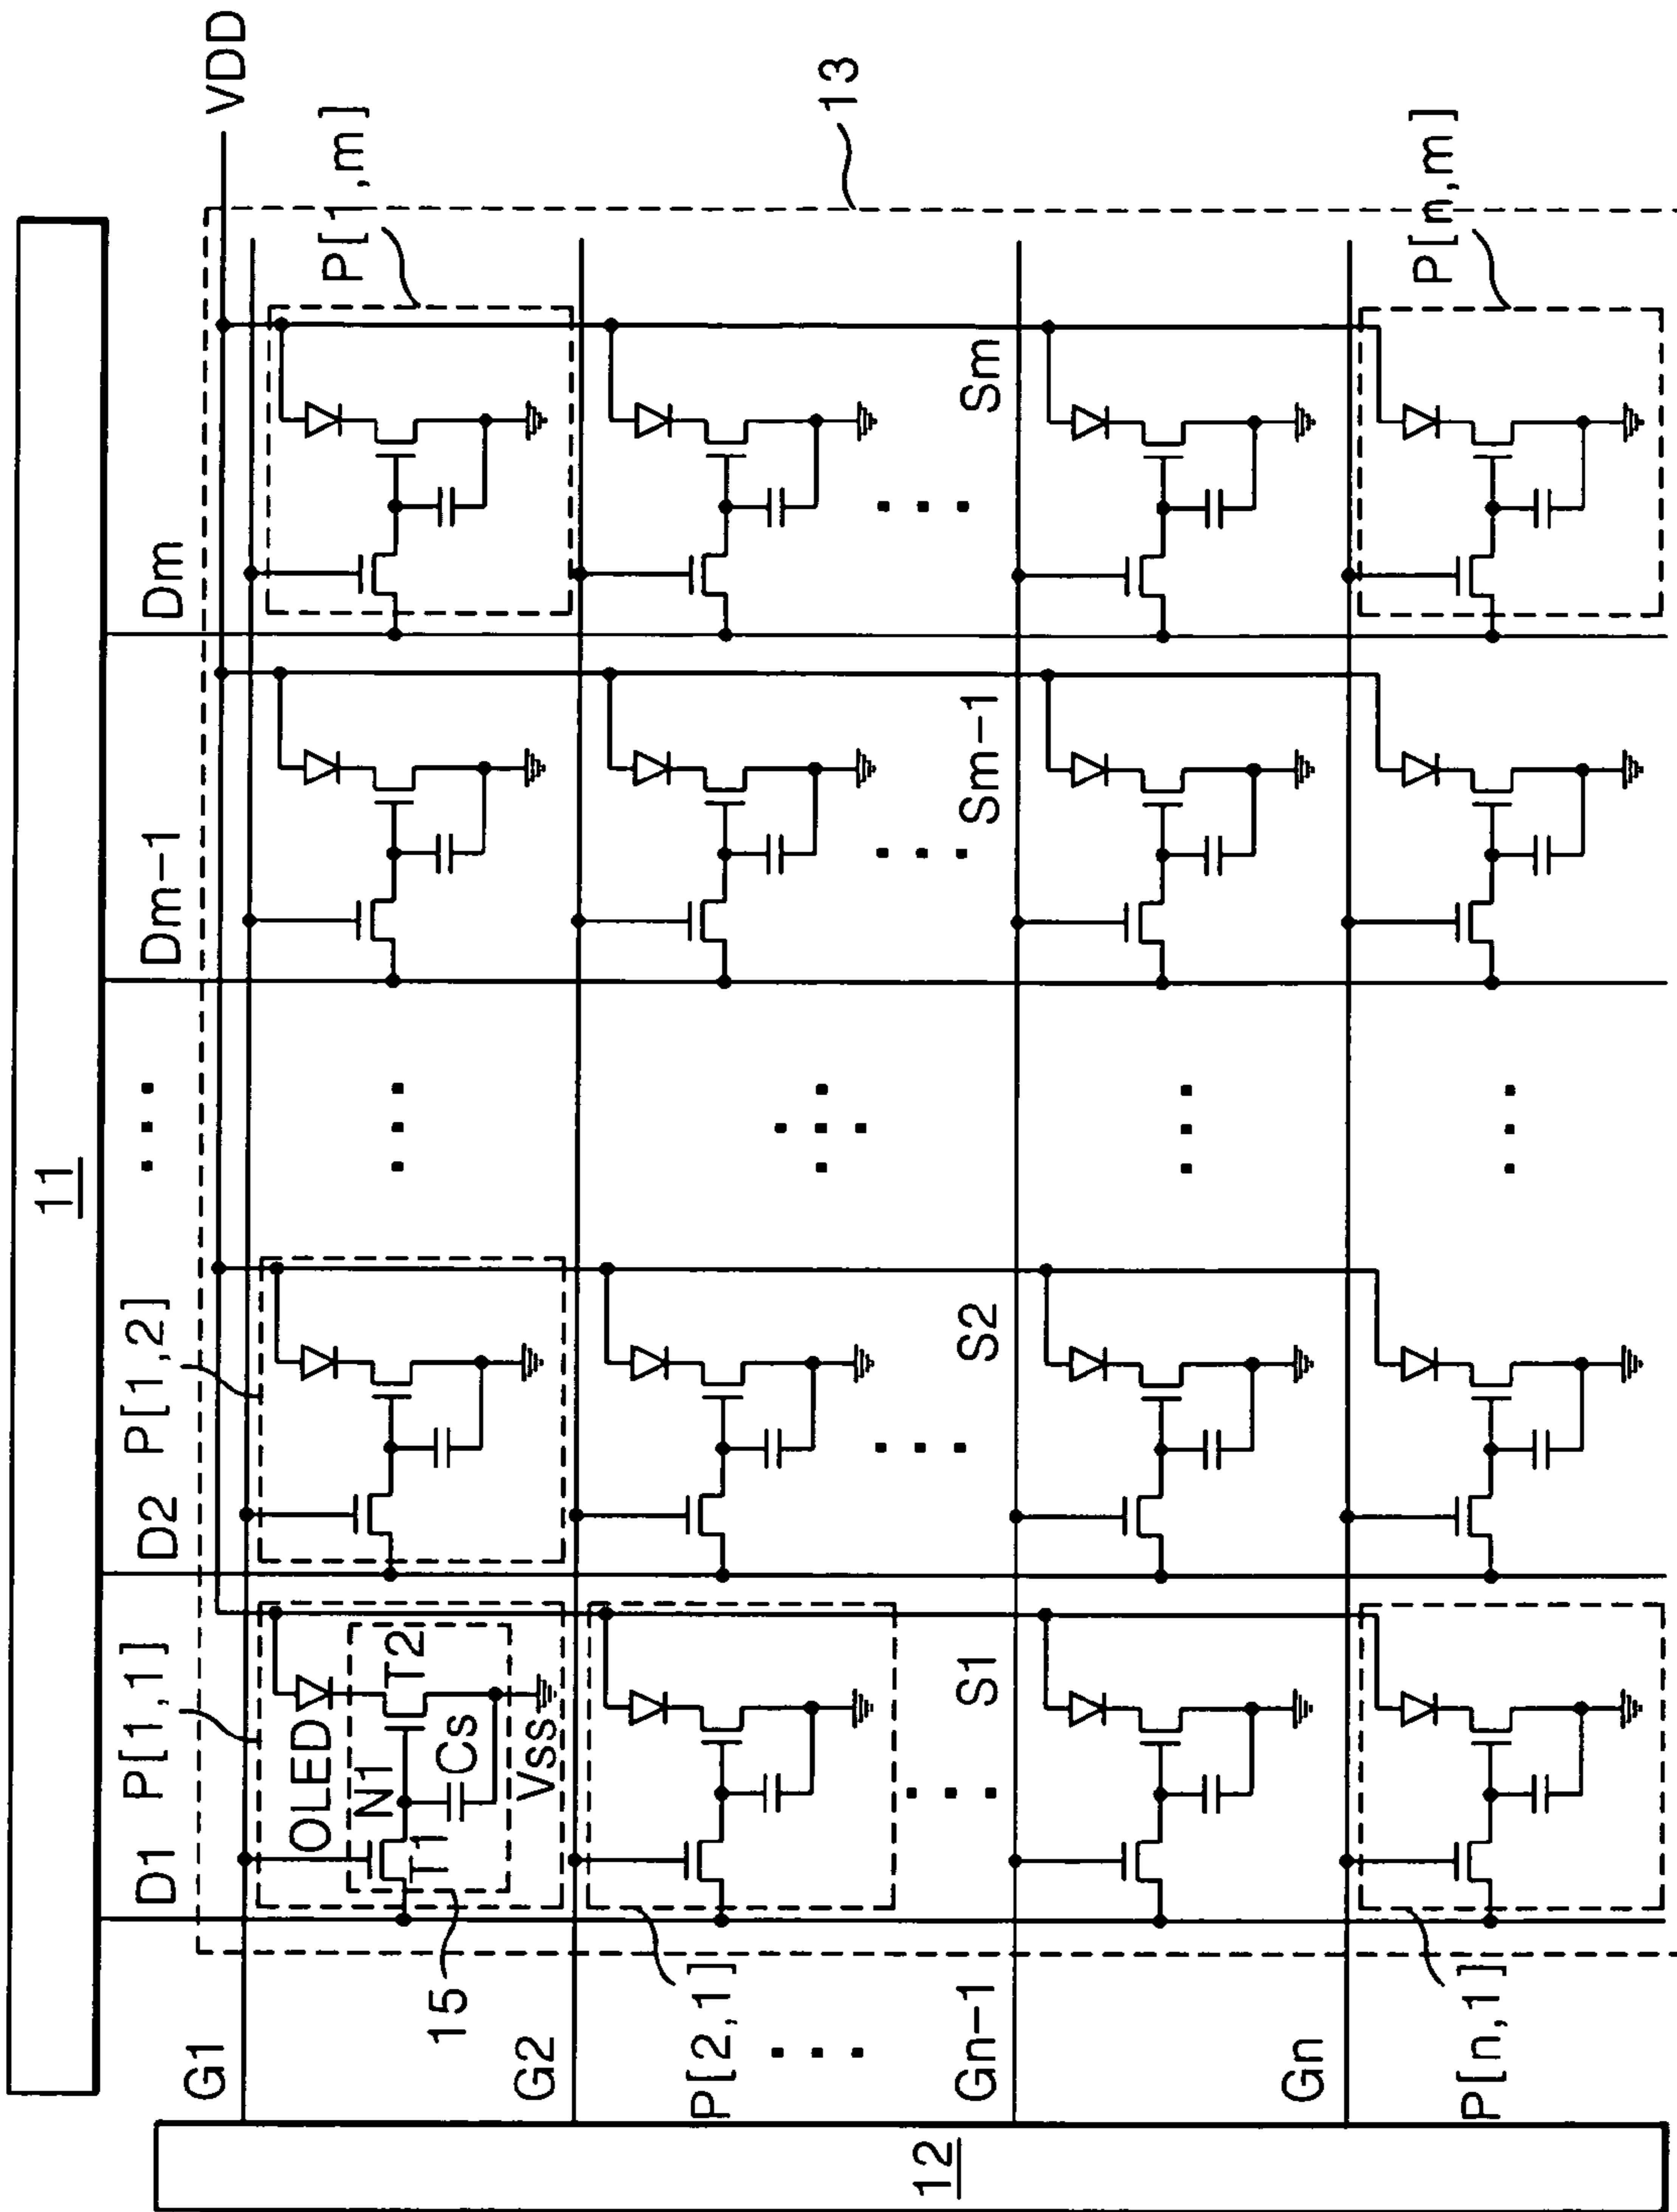 11
D1
P[1,1]
D2
P[1,2]
Dm-1
Dm
VDD
G1
OLED
N1
T2
T1
Cs
Vss
15
P[1,m]
G2
P[2,1]
13
Gn-1
S1
S2
Sm-1
Sm
Gn
P[n,1]
P[n,m]
12